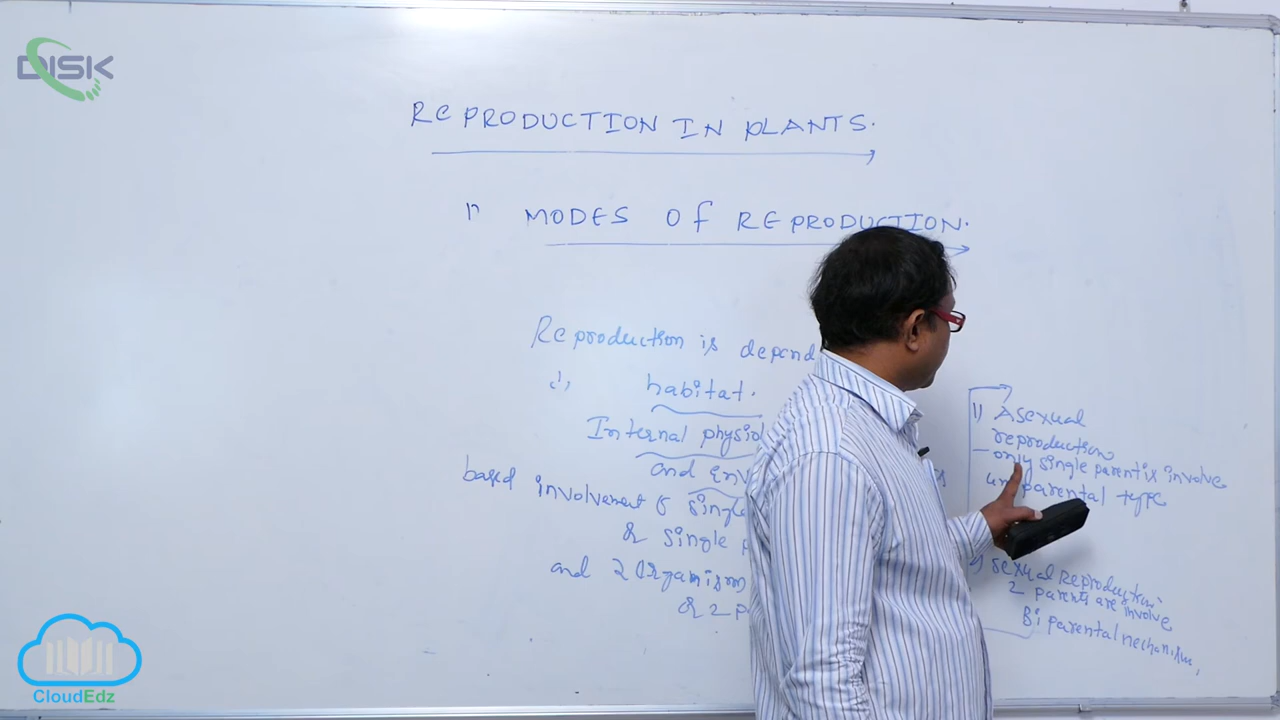 DISK
REPRODUCTION IN PLANTS.
1) MODES Of REPRODUCTION.
Reproduction is depend
habitat.
Internal physiol
and env
based involvement of single
& single p
and 2 Organism
& 2 p
1) Asexual
reproduction
only single parent is involve
uniparental type
2) Sexual Reproduction:
2 parents are involve
Bi parental mechanism,
CloudEdz